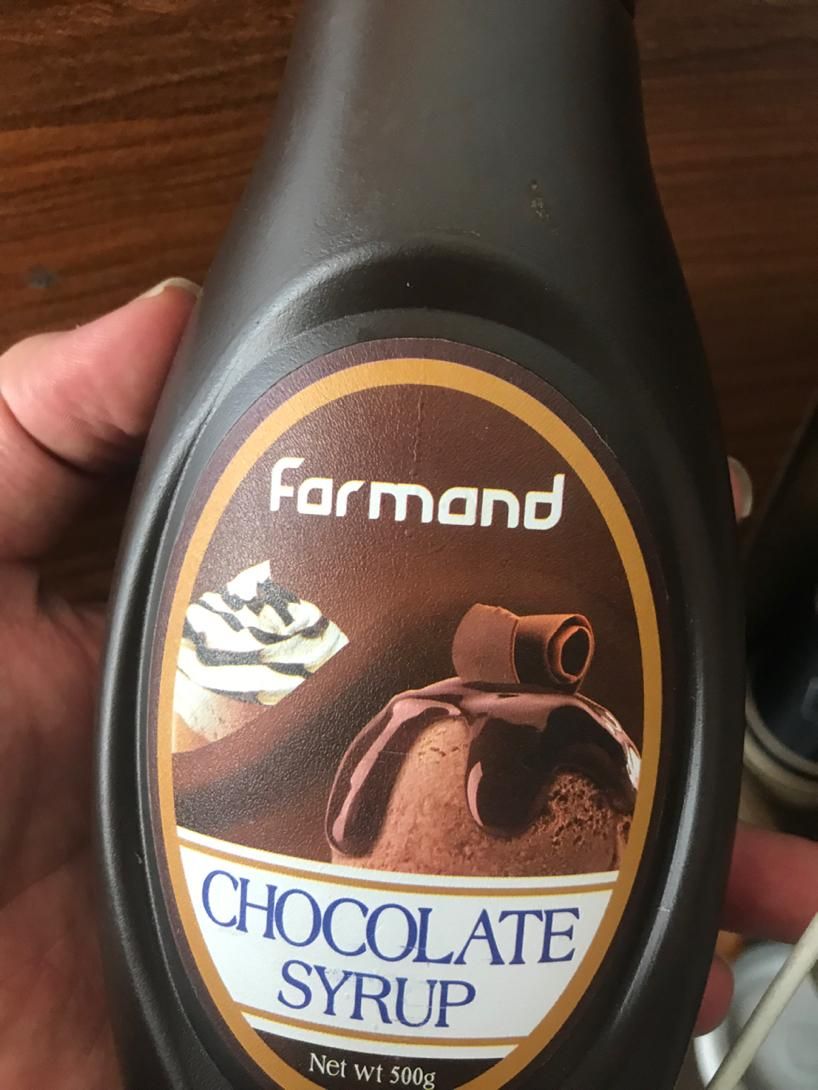 Farmand
CHOCOLATE
SYRUP
Net wt 500g